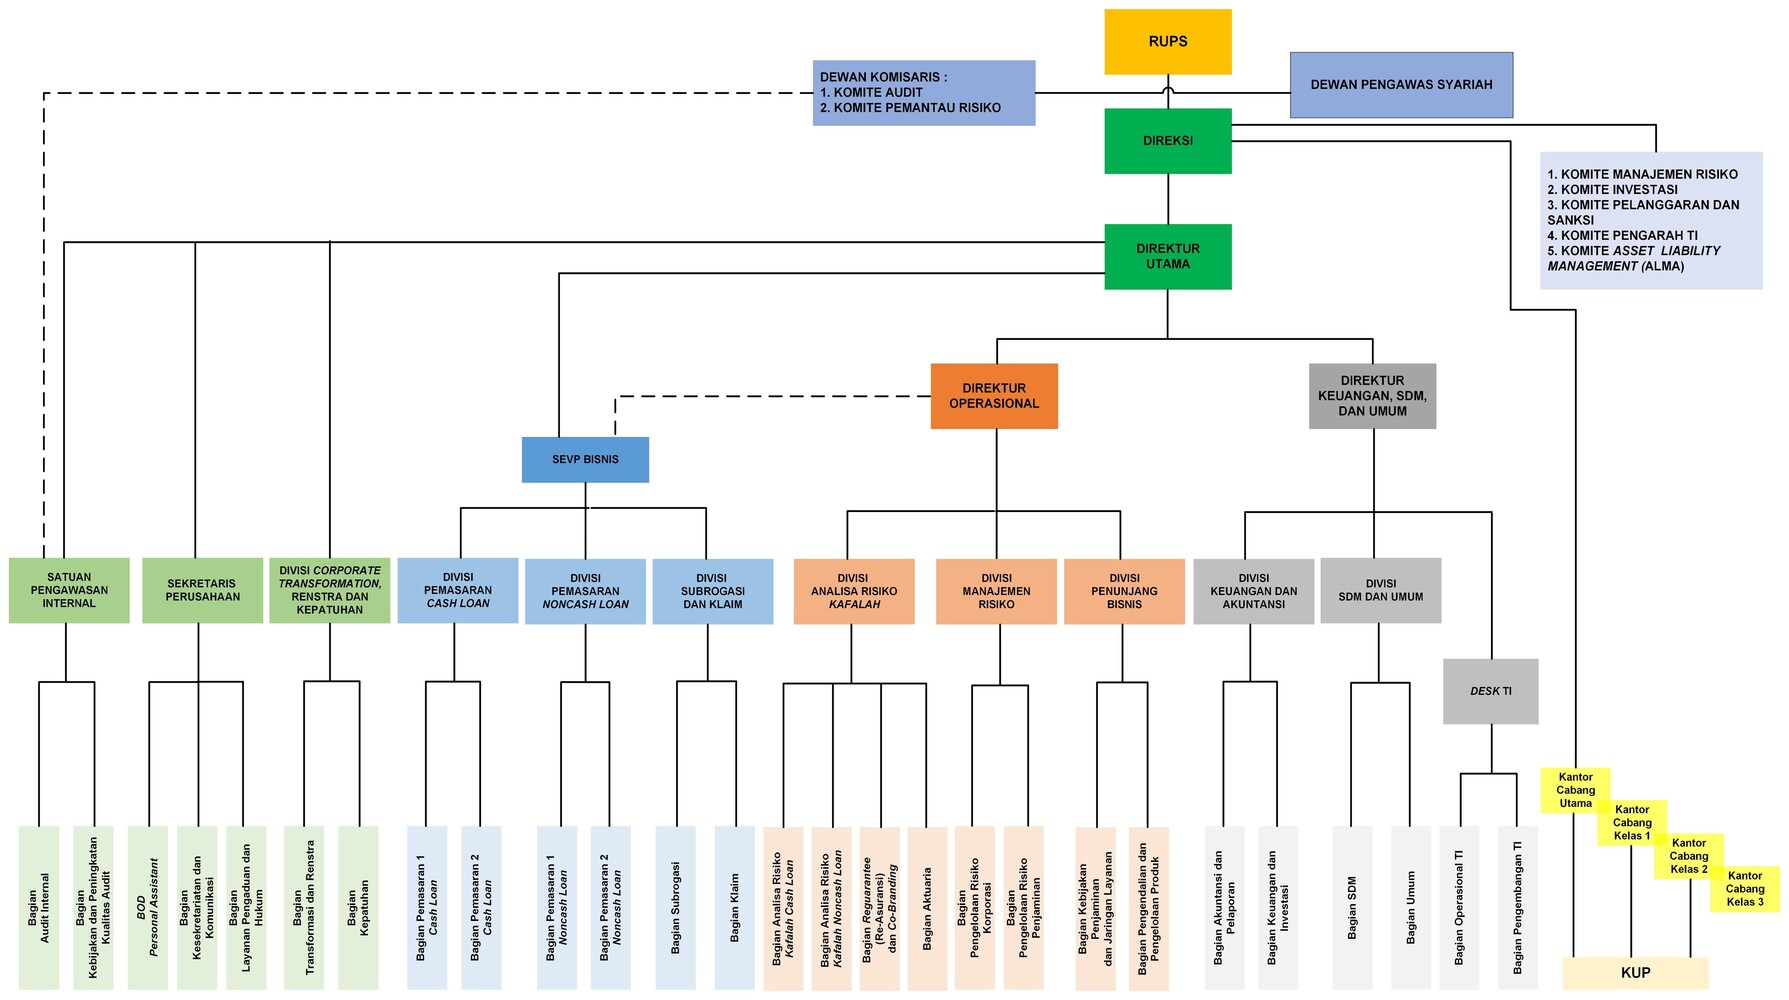 RUPS
DEWAN KOMISARIS :
1. KOMITE AUDIT
2. KOMITE PEMANTAU RISIKO
DEWAN PENGAWAS SYARIAH
DIREKSI
1. KOMITE MANAJEMEN RISIKO
2. KOMITE INVESTASI
3. KOMITE PELANGGARAN DAN
SANKSI
4. KOMITE PENGARAH TI
5. KOMITE ASSET LIABILITY
MANAGEMENT (ALMA)
DIREKTUR
UTAMA
DIREKTUR
OPERASIONAL
DIREKTUR
KEUANGAN, SDM,
DAN UMUM
SEVP BISNIS
SATUAN
PENGAWASAN
INTERNAL
SEKRETARIS
PERUSAHAAN
DIVISI CORPORATE
TRANSFORMATION,
RENSTRA DAN
KEPATUHAN
DIVISI
PEMASARAN
CASH LOAN
DIVISI
PEMASARAN
NONCASH LOAN
DIVISI
SUBROGASI
DAN KLAIM
DIVISI
ANALISA RISIKO
KAFALAH
DIVISI
MANAJEMEN
RISIKO
DIVISI
PENUNJANG
BISNIS
DIVISI
KEUANGAN DAN
AKUNTANSI
DIVISI
SDM DAN UMUM
DESK TI
Bagian
Audit Internal
Bagian
Kebijakan dan Peningkatan
Kualitas Audit
BOD
Personal Assistant
Bagian
Kesekretariatan dan
Komunikasi
Bagian
Layanan Pengaduan dan
Hukum
Bagian
Transformasi dan Renstra
Bagian
Kepatuhan
Bagian Pemasaran 1
Cash Loan
Bagian Pemasaran 2
Cash Loan
Bagian Pemasaran 1
Noncash Loan
Bagian Pemasaran 2
Noncash Loan
Bagian Subrogasi
Bagian Klaim
Bagian Analisa Risiko
Kafalah Cash Loan
Bagian Analisa Risiko
Kafalah Noncash Loan
Bagian Reguarantee
(Re-Asuransi)
dan Co-Branding
Bagian Aktuaria
Bagian
Pengelolaan Risiko
Korporasi
Bagian
Pengelolaan Risiko
Penjaminan
Bagian Kebijakan
Penjaminan
dan Jaringan Layanan
Bagian Pengendalian dan
Pengelolaan Produk
Bagian Akuntansi dan
Pelaporan
Bagian Keuangan dan
Investasi
Bagian SDM
Bagian Umum
Bagian Operasional TI
Bagian Pengembangan TI
Kantor
Cabang
Utama
Kantor
Cabang
Kelas 1
Kantor
Cabang
Kelas 2
Kantor
Cabang
Kelas 3
KUP